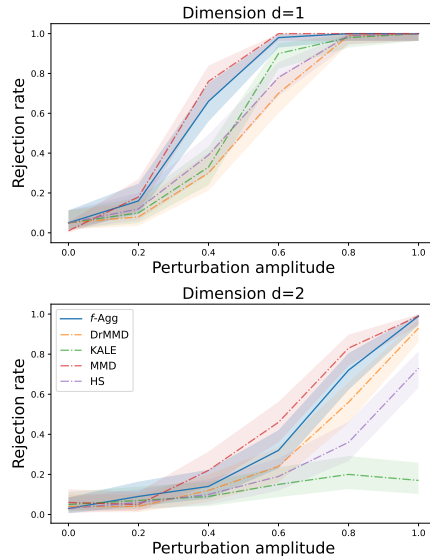 Dimension d=1
Rejection rate
1.0
0.8
0.6
0.4
0.2
0.0
0.0 0.2 0.4 0.6 0.8 1.0
Perturbation amplitude
Dimension d=2
Rejection rate
1.0
0.8
0.6
0.4
0.2
0.0
f-Agg
DrMMD
KALE
MMD
HS
0.0 0.2 0.4 0.6 0.8 1.0
Perturbation amplitude